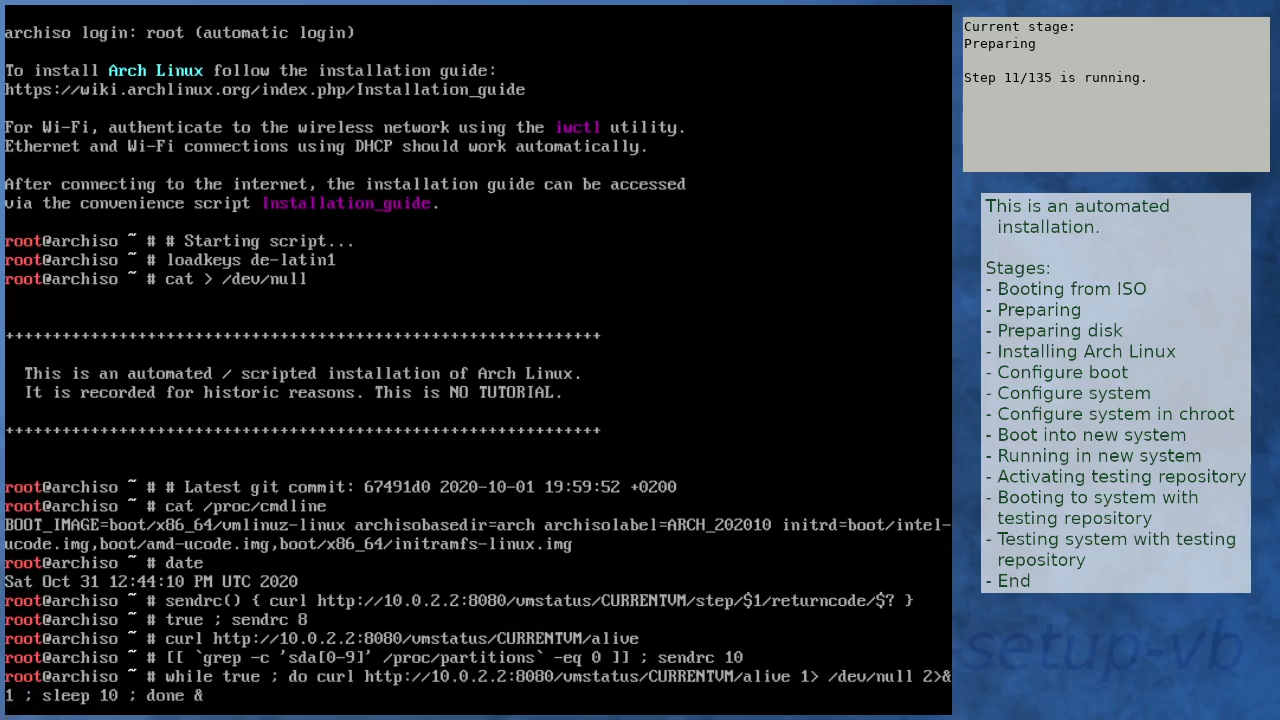 archiso login: root (automatic login)
To install Arch Linux follow the installation guide:
https://wiki.archlinux.org/index.php/Installation_guide
For Wi-Fi, authenticate to the wireless network using the iwctl utility.
Ethernet and Wi-Fi connections using DHCP should work automatically.
After connecting to the internet, the installation guide can be accessed
via the convenience script Installation_guide.
root@archiso ~ # # Starting script...
root@archiso ~ # loadkeys de-latin1
root@archiso ~ # cat > /dev/null
+++++++++++++++++++++++++++++++++++++++++++++++++++++++++++++++
This is an automated / scripted installation of Arch Linux.
It is recorded for historic reasons. This is NO TUTORIAL.
+++++++++++++++++++++++++++++++++++++++++++++++++++++++++++++++
root@archiso ~ # # Latest git commit: 67491d0 2020-10-01 19:59:52 +0200
root@archiso ~ # cat /proc/cmdline
BOOT_IMAGE=boot/x86_64/vmlinuz-linux archisobasedir=arch archisolabel=ARCH_202010 initrd=boot/intel-
ucode.img,boot/amd-ucode.img,boot/x86_64/initramfs-linux.img
root@archiso ~ # date
Sat Oct 31 12:44:10 PM UTC 2020
root@archiso ~ # sendrc() { curl http://10.0.2.2:8080/vmstatus/CURRENTVM/step/$1/returncode/$? }
root@archiso ~ # true ; sendrc 8
root@archiso ~ # curl http://10.0.2.2:8080/vmstatus/CURRENTVM/alive
root@archiso ~ # [[ `grep -c 'sda[0-9]' /proc/partitions` -eq 0 ]] ; sendrc 10
root@archiso ~ # while true ; do curl http://10.0.2.2:8080/vmstatus/CURRENTVM/alive 1> /dev/null 2>&
1 ; sleep 10 ; done &
Current stage:
Preparing
Step 11/135 is running.
This is an automated
installation.
Stages:
- Booting from ISO
- Preparing
- Preparing disk
- Installing Arch Linux
- Configure boot
- Configure system
- Configure system in chroot
- Boot into new system
- Running in new system
- Activating testing repository
- Booting to system with
testing repository
- Testing system with testing
repository
- End
setup-vb